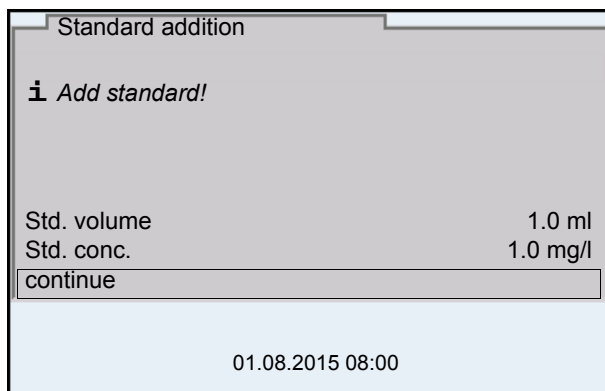 Standard addition
i Add standard!
Std. volume 1.0 ml
Std. conc. 1.0 mg/l
continue
01.08.2015 08:00